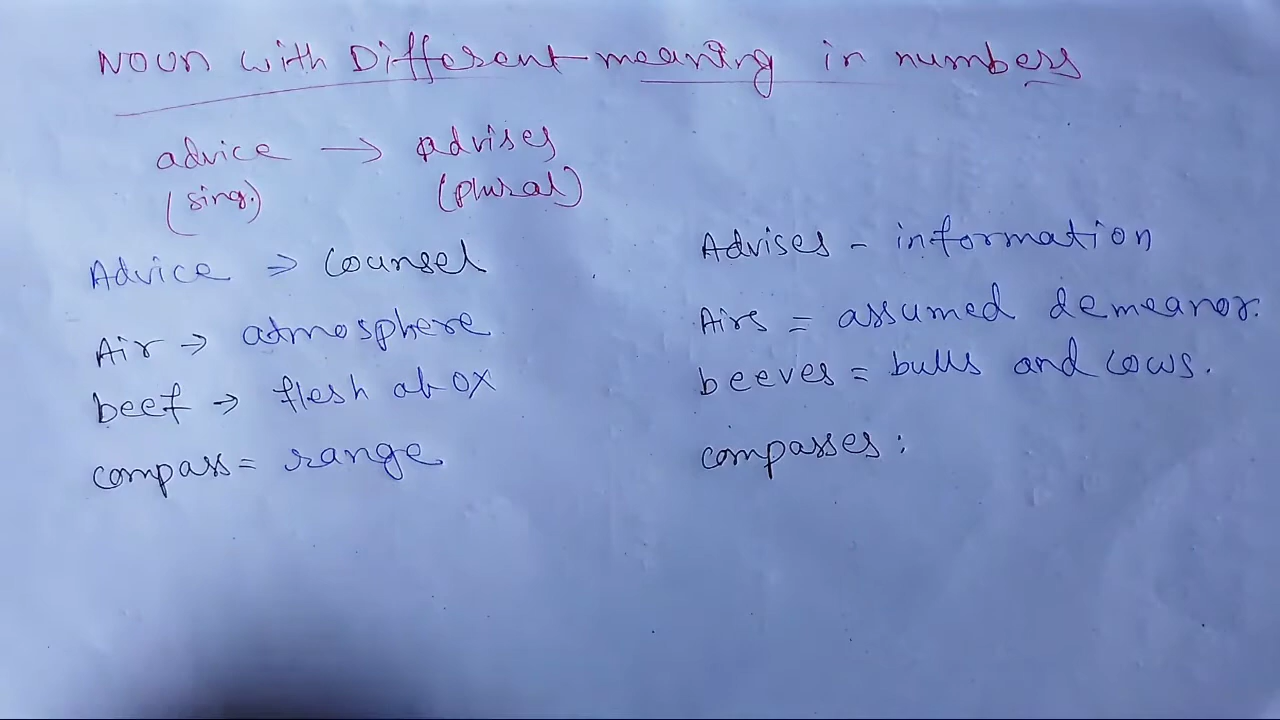 Noun with Different meaning in numbers
advice → advises
(sing.) (plural)
Advice ⇒ Counsel
Advises - information
Air → atmosphere
Airs = assumed demeanor.
beef → flesh of ox
beeves = bulls and cows.
compass = range
compasses :